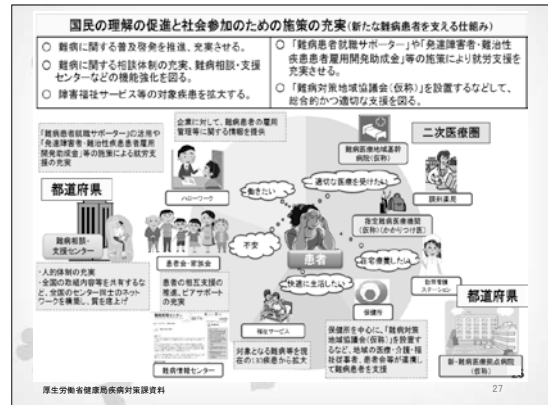 国民の理解の促進と社会参加のための施策の充実(新たな難病患者を支える仕組み)
○ 難病に関する普及啓発を推進、充実させる。
○ 難病に関する相談体制の充実、難病相談・支援
センターなどの機能強化を図る。
○ 障害福祉サービス等の対象疾患を拡大する。
○ 「難病患者就職サポーター」や「発達障害者・難治性
疾患患者雇用開発助成金」等の施策により就労支援を
充実させる。
○ 「難病対策地域協議会(仮称)」を設置するなどして、
総合的かつ適切な支援を図る。
「難病患者就職サポーター」の活用や
「発達障害者・難治性疾患患者雇用
開発助成金」等の施策による就労支
援の充実
企業に対して、難病患者の雇用
管理等に関する情報を提供
ハローワーク
働きたい
適切な医療を受けたい
難病医療地域基幹
病院(仮称)
二次医療圏
調剤薬局
都道府県
難病相談・
支援センター
患者会・家族会
不安
患者
指定難病医療機関
(仮称)(かかりつけ医)
在宅療養したい
訪問看護
ステーション
・人的体制の充実
・全国の取組内容等を共有するな
ど、全国のセンター同士のネット
ワークを構築し、質を底上げ
患者の相互支援の
推進、ピアサポート
の充実
快適に生活したい
福祉サービス
保健所
難病情報センター
対象となる難病等を現
在の130疾患から拡大
保健所を中心に、「難病対策
地域協議会(仮称)」を設置
するなど、地域の医療・介護・福
祉従事者、患者会等が連携し
て難病患者を支援
都道府県
新・難病医療拠点病院
(仮称)
厚生労働省健康局疾病対策課資料
27